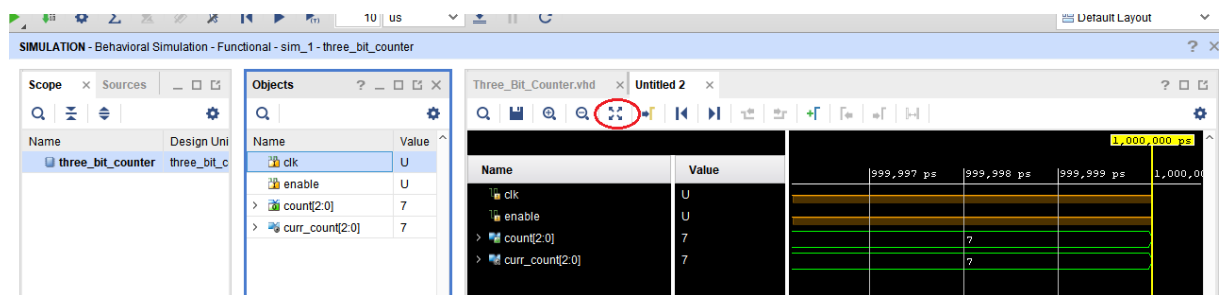 10 us
Default Layout
SIMULATION - Behavioral Simulation - Functional - sim_1 - three_bit_counter
?
Scope Sources
Name Design Uni
three_bit_counter three_bit_c
Objects ?
Name Value
clk U
enable U
count[2:0] 7
curr_count[2:0] 7
Three_Bit_Counter.vhd Untitled 2 ?
1,000,000 ps
Name Value
999,997 ps 999,998 ps 999,999 ps 1,000,00
clk U
enable U
count[2:0] 7 7
curr_count[2:0] 7 7